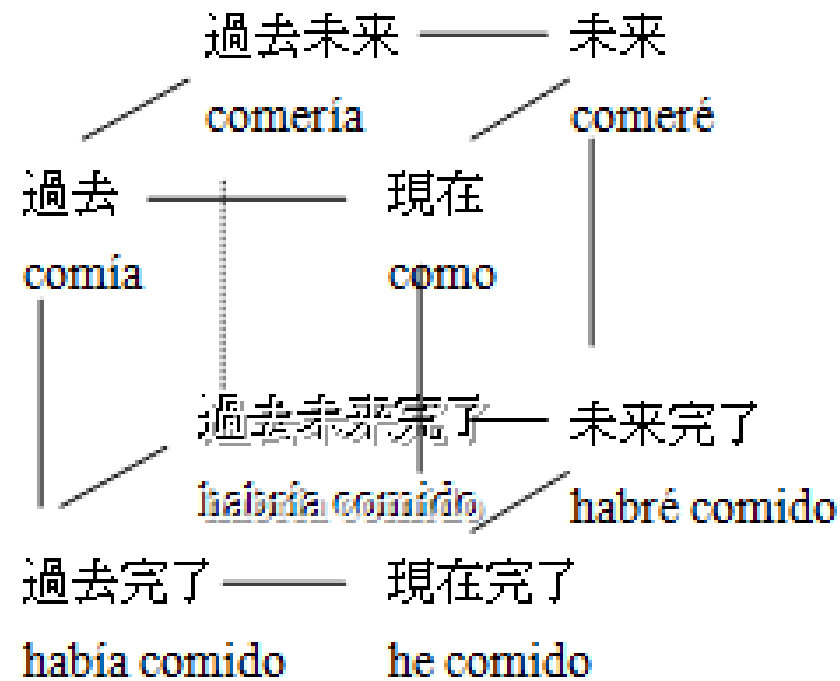 過去未来 未来
comería comeré
過去 現在
comía como
過去未来完了 未来完了
habría comido habré comido
過去完了 現在完了
había comido he comido